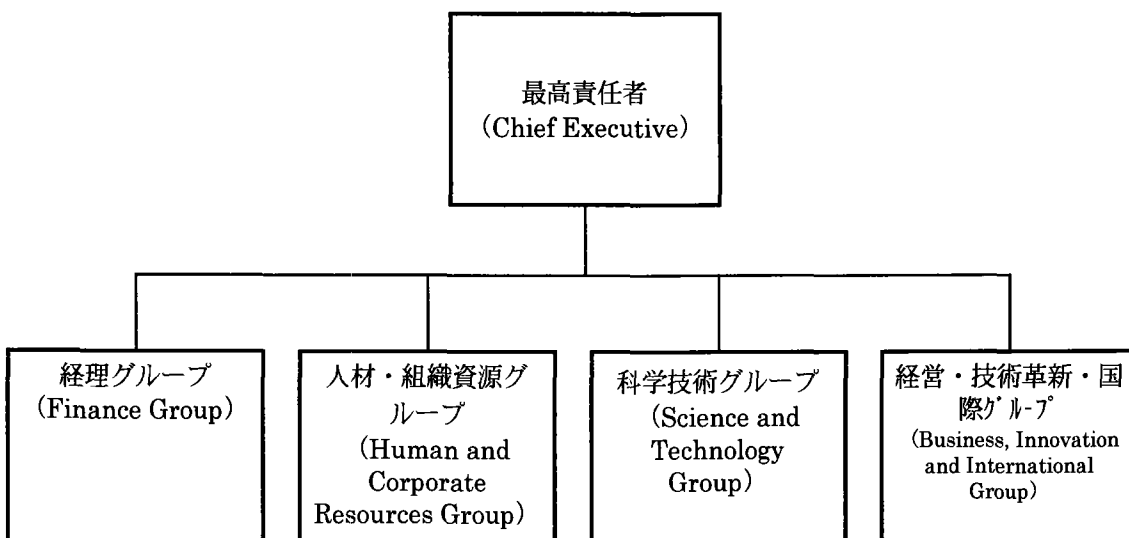 最高責任者
（Chief Executive）
経理グループ
(Finance Group)
人材・組織資源グ
ループ
（Human and
Corporate
Resources Group）
科学技術グループ
（Science and
Technology
Group）
経営・技術革新・国
際ｸﾞﾙｰﾌﾟ
（Business, Innovation
and International
Group）